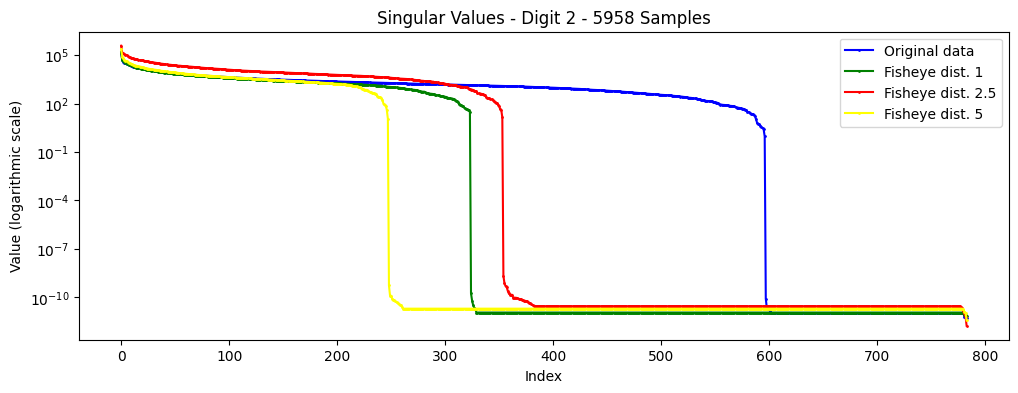 Singular Values - Digit 2 - 5958 Samples
Value (logarithmic scale)
10^5
10^2
10^-1
10^-4
10^-7
10^-10
Original data
Fisheye dist. 1
Fisheye dist. 2.5
Fisheye dist. 5
0 100 200 300 400 500 600 700 800
Index